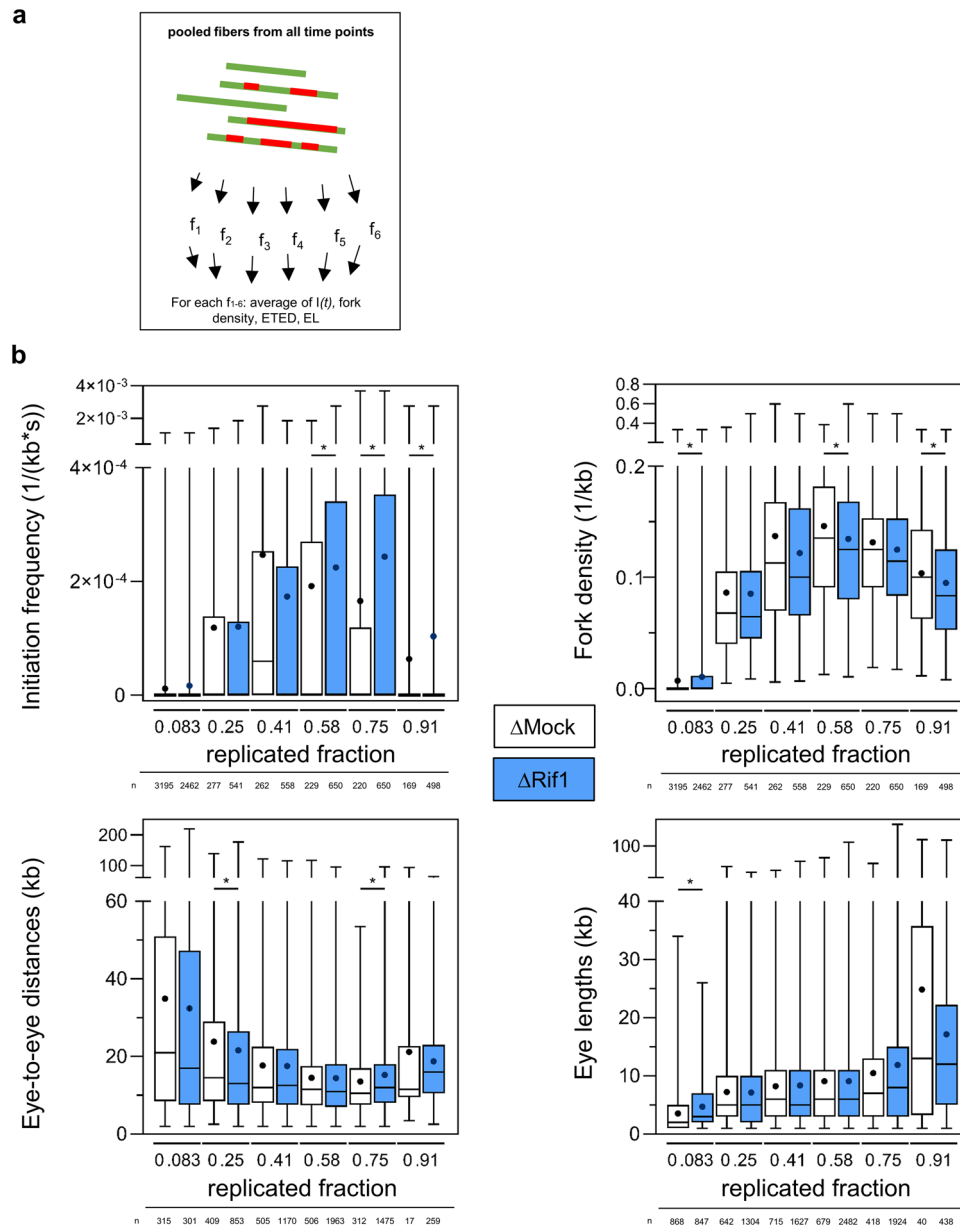 a
pooled fibers from all time points
f1 f2 f3 f4 f5 f6
For each f1-6: average of I(t), fork
density, ETED, EL
b
Initiation frequency (1/(kb*s))
4×10-3
2×10-3
4×10-4
2×10-4
0
* * *
0.083 0.25 0.41 0.58 0.75 0.91
replicated fraction
n 3195 2462 277 541 262 558 229 650 220 650 169 498
Fork density (1/kb)
0.8
0.6
0.4
0.2
0.1
0.0
* * *
0.083 0.25 0.41 0.58 0.75 0.91
replicated fraction
n 3195 2462 277 541 262 558 229 650 220 650 169 498
ΔMock
ΔRif1
Eye-to-eye distances (kb)
200
100
60
40
20
0
* *
0.083 0.25 0.41 0.58 0.75 0.91
replicated fraction
n 315 301 409 853 505 1170 506 1963 312 1475 17 259
Eye lengths (kb)
100
40
30
20
10
0
*
0.083 0.25 0.41 0.58 0.75 0.91
replicated fraction
n 868 847 642 1304 715 1627 679 2482 418 1924 40 438